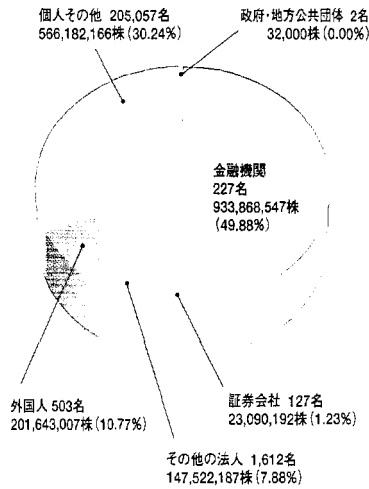 個人その他 205,057名
566,182,166株(30.24%)
政府・地方公共団体 2名
32,000株(0.00%)
金融機関
227名
933,868,547株
(49.88%)
外国人 503名
201,643,007株(10.77%)
証券会社 127名
23,090,192株(1.23%)
その他の法人 1,612名
147,522,187株(7.88%)